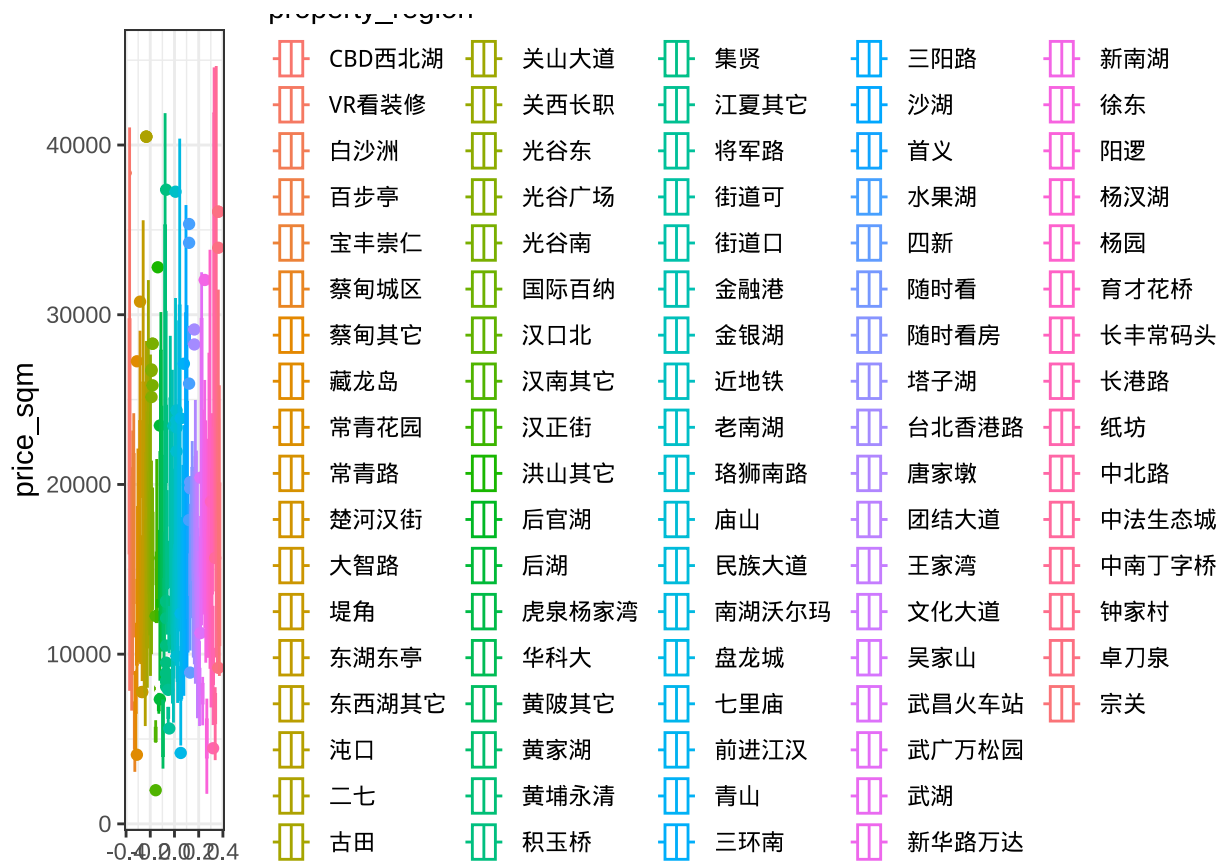 property_region
CBD西北湖
VR看装修
白沙洲
百步亭
宝丰崇仁
蔡甸城区
蔡甸其它
藏龙岛
常青花园
常青路
楚河汉街
大智路
堤角
东湖东亭
东西湖其它
沌口
二七
古田
关山大道
关西长职
光谷东
光谷广场
光谷南
国际百纳
汉口北
汉南其它
汉正街
洪山其它
后官湖
后湖
虎泉杨家湾
华科大
黄陂其它
黄家湖
黄埔永清
积玉桥
集贤
江夏其它
将军路
街道可
街道口
金融港
金银湖
近地铁
老南湖
珞狮南路
庙山
民族大道
南湖沃尔玛
盘龙城
七里庙
前进江汉
青山
三环南
三阳路
沙湖
首义
水果湖
四新
随时看
随时看房
塔子湖
台北香港路
唐家墩
团结大道
王家湾
文化大道
吴家山
武昌火车站
武广万松园
武湖
新华路万达
新南湖
徐东
阳逻
杨汊湖
杨园
育才花桥
长丰常码头
长港路
纸坊
中北路
中法生态城
中南丁字桥
钟家村
卓刀泉
宗关
price_sqm
40000
30000
20000
10000
0
-0.4
-0.2
0.0
0.2
0.4